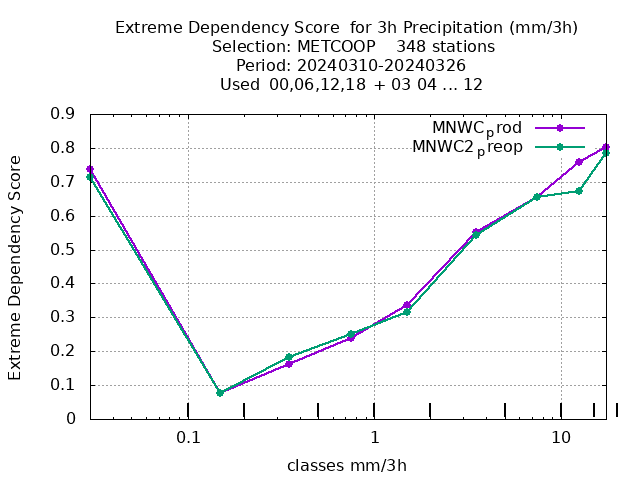 Extreme Dependency Score  for 3h Precipitation (mm/3h)
Selection: METCOOP    348 stations
Period: 20240310-20240326
Used  00,06,12,18  + 03 04 ... 12
MNWCprod
MNWC2preop
0.9
0.8
0.7
0.6
0.5
0.4
0.3
0.2
0.1
0
Extreme Dependency Score
0.1 1 10
classes mm/3h